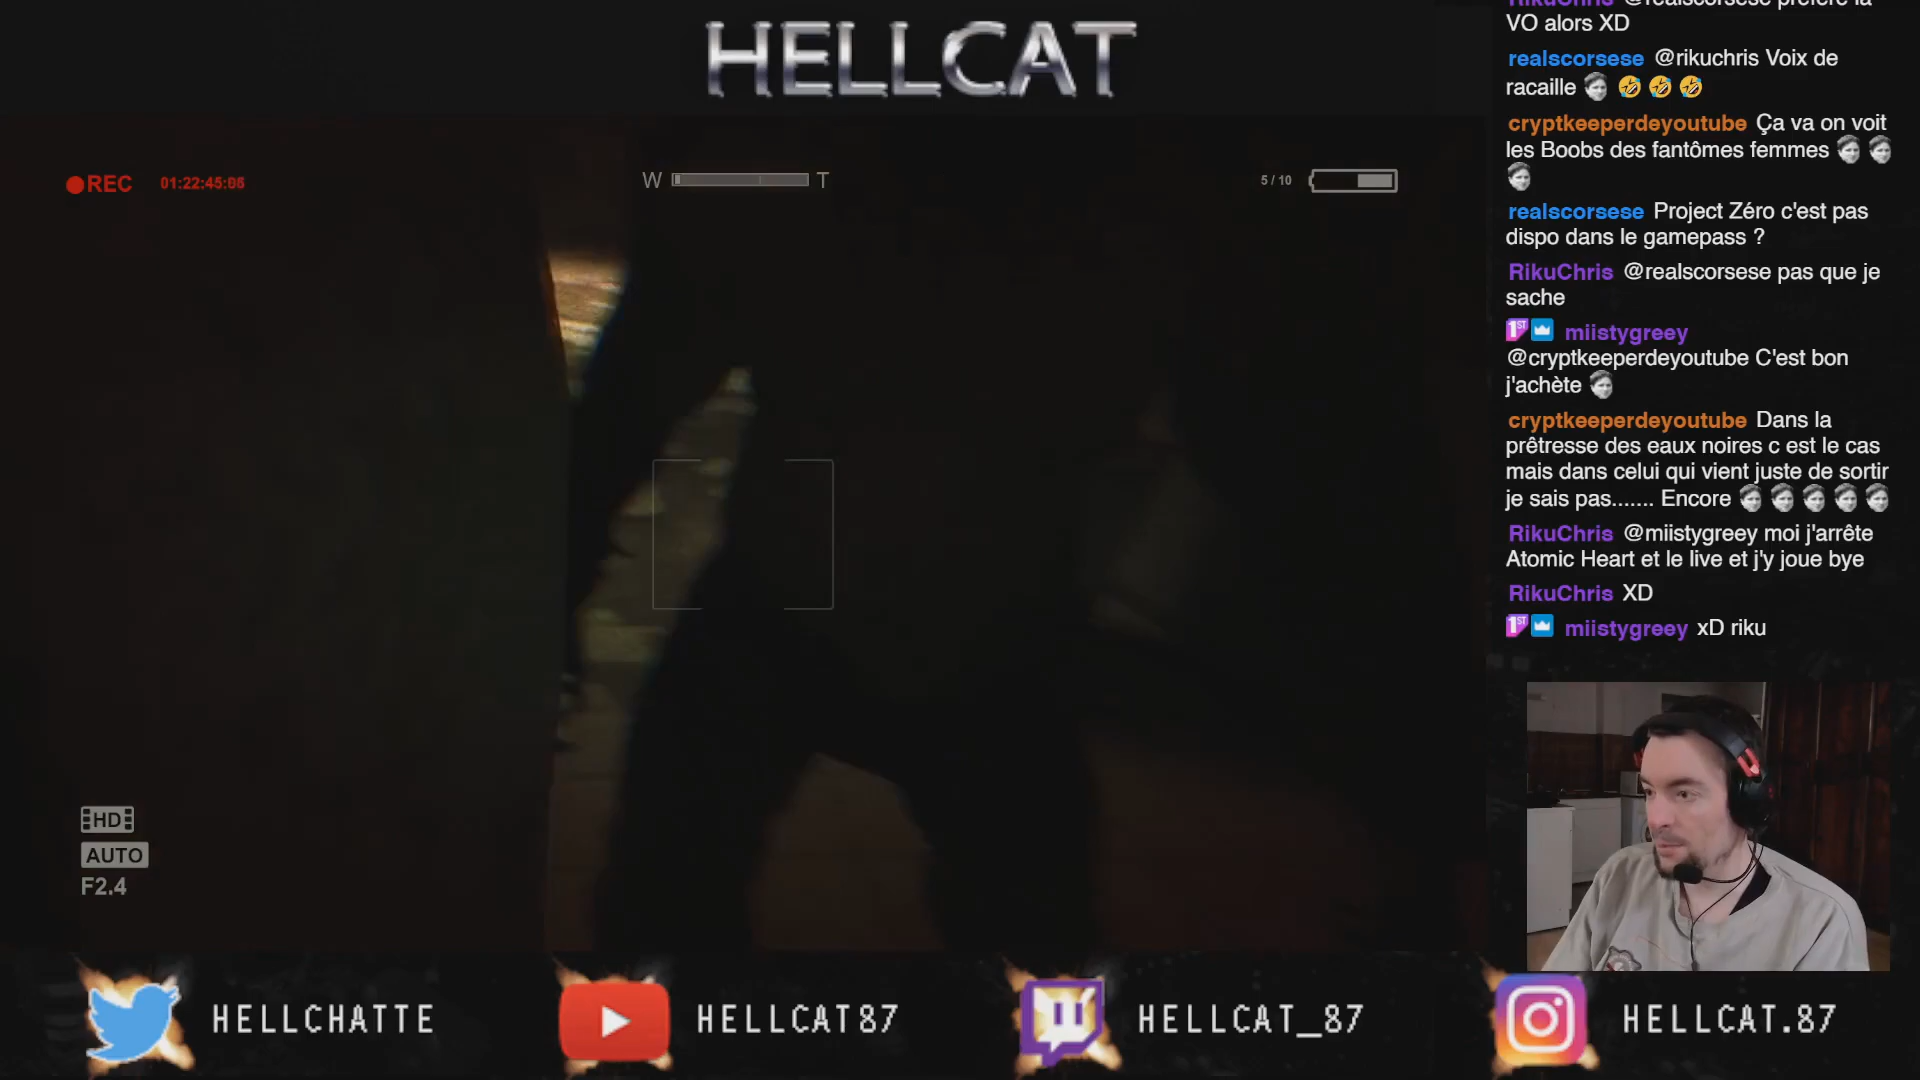 HELLCAT
REC 01:22:45:06
W T
5 / 10
HD
AUTO
F2.4
VO alors XD
realscorsese @rikuchris Voix de
racaille 🤣 🤣 🤣
cryptkeeperdeyoutube Ça va on voit
les Boobs des fantômes femmes
realscorsese Project Zéro c'est pas
dispo dans le gamepass ?
RikuChris @realscorsese pas que je
sache
1ST miistygreey
@cryptkeeperdeyoutube C'est bon
j'achète
cryptkeeperdeyoutube Dans la
prêtresse des eaux noires c est le cas
mais dans celui qui vient juste de sortir
je sais pas....... Encore
RikuChris @miistygreey moi j'arrête
Atomic Heart et le live et j'y joue bye
RikuChris XD
1ST miistygreey xD riku
HELLCHATTE
HELLCAT87
HELLCAT_87
HELLCAT.87